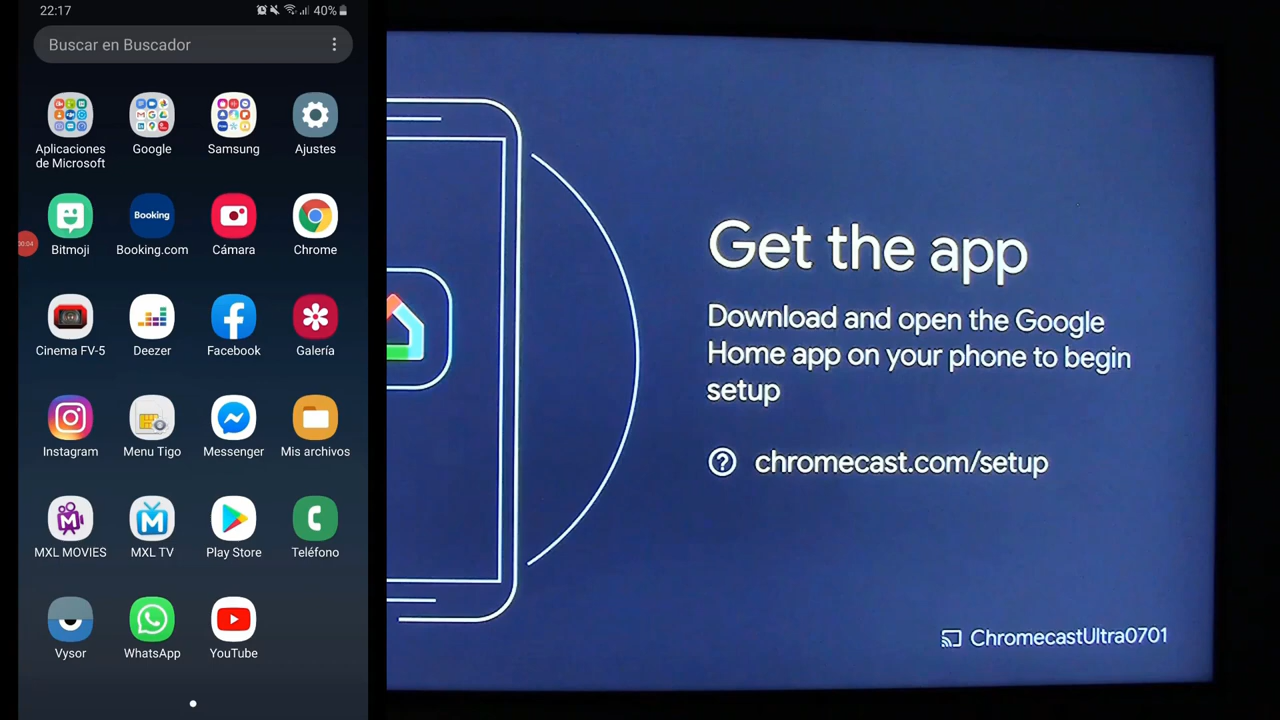 22:17
40%
Buscar en Buscador
Aplicaciones
de Microsoft
Google
Samsung
Ajustes
Bitmoji
Booking
Booking.com
Cámara
Chrome
00:04
Cinema FV-5
Deezer
Facebook
Galería
Instagram
Menu Tigo
Messenger
Mis archivos
MXL MOVIES
MXL TV
Play Store
Teléfono
Vysor
WhatsApp
YouTube
Get the app
Download and open the Google
Home app on your phone to begin
setup
chromecast.com/setup
ChromecastUltra0701